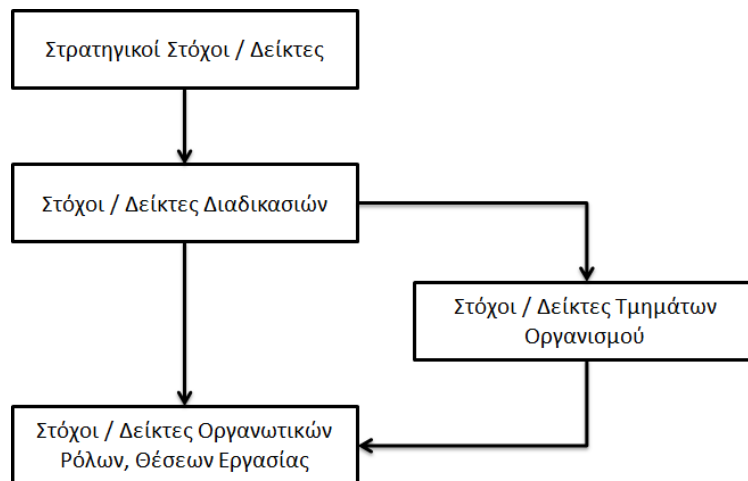 Στρατηγικοί Στόχοι / Δείκτες
Στόχοι / Δείκτες Διαδικασιών
Στόχοι / Δείκτες Τμημάτων
Οργανισμού
Στόχοι / Δείκτες Οργανωτικών
Ρόλων, Θέσεων Εργασίας